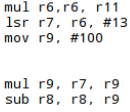 mul r6,r6, r11
lsr r7, r6, #13
mov r9, #100
mul r9, r7, r9
sub r8, r8, r9